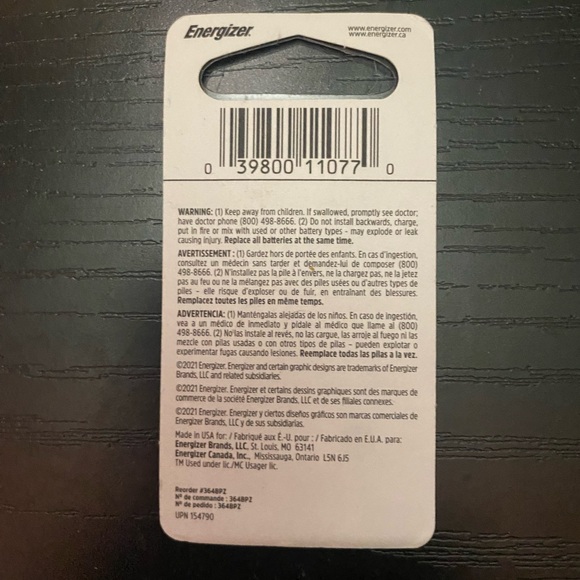 Energizer.
www.energizer.com
www.energizer.ca
0 39800 11077 0
WARNING: (1) Keep away from children. If swallowed, promptly see doctor;
have doctor phone (800) 498-8666. (2) Do not install backwards, charge,
put in fire or mix with used or other battery types - may explode or leak
causing injury. Replace all batteries at the same time.
AVERTISSEMENT : (1) Gardez hors de portée des enfants. En cas d'ingestion,
consultez un médecin sans tarder et demandez-lui de composer (800)
498-8666. (2) N'installez pas la pile à l'envers, ne la chargez pas, ne la jetez
pas au feu ou ne la mélangez pas avec des piles usées ou d'autres types de
piles - elle risque d'exploser ou de fuir, en entraînant des blessures.
Remplacez toutes les piles en même temps.
ADVERTENCIA: (1) Manténgalas alejadas de los niños. En caso de ingestión,
vea a un médico de inmediato y pídale al médico que llame al (800)
498-8666. (2) No las instale al revés, no las cargue, las arroje al fuego ni las
mezcle con pilas usadas o con otros tipos de pilas - pueden explotar o
experimentar fugas causando lesiones. Reemplace todas las pilas a la vez.
©2021 Energizer. Energizer and certain graphic designs are trademarks of Energizer
Brands, LLC and related subsidiaries.
©2021 Energizer. Energizer et certains dessins graphiques sont des marques de
commerce de la société Energizer Brands, LLC et de ses filiales connexes.
©2021 Energizer. Energizer y ciertos diseños gráficos son marcas comerciales de
Energizer Brands, LLC y de sus subsidiarias.
Made in USA for: / Fabriqué aux É.-U. pour : / Fabricado en E.U.A. para:
Energizer Brands, LLC, St. Louis, MO 63141
Energizer Canada, Inc., Mississauga, Ontario L5N 6J5
TM Used under lic./MC Usager lic.
Reorder #364BPZ
Nº de commande : 364BPZ
Nº de pedido : 364BPZ
UPN 154790